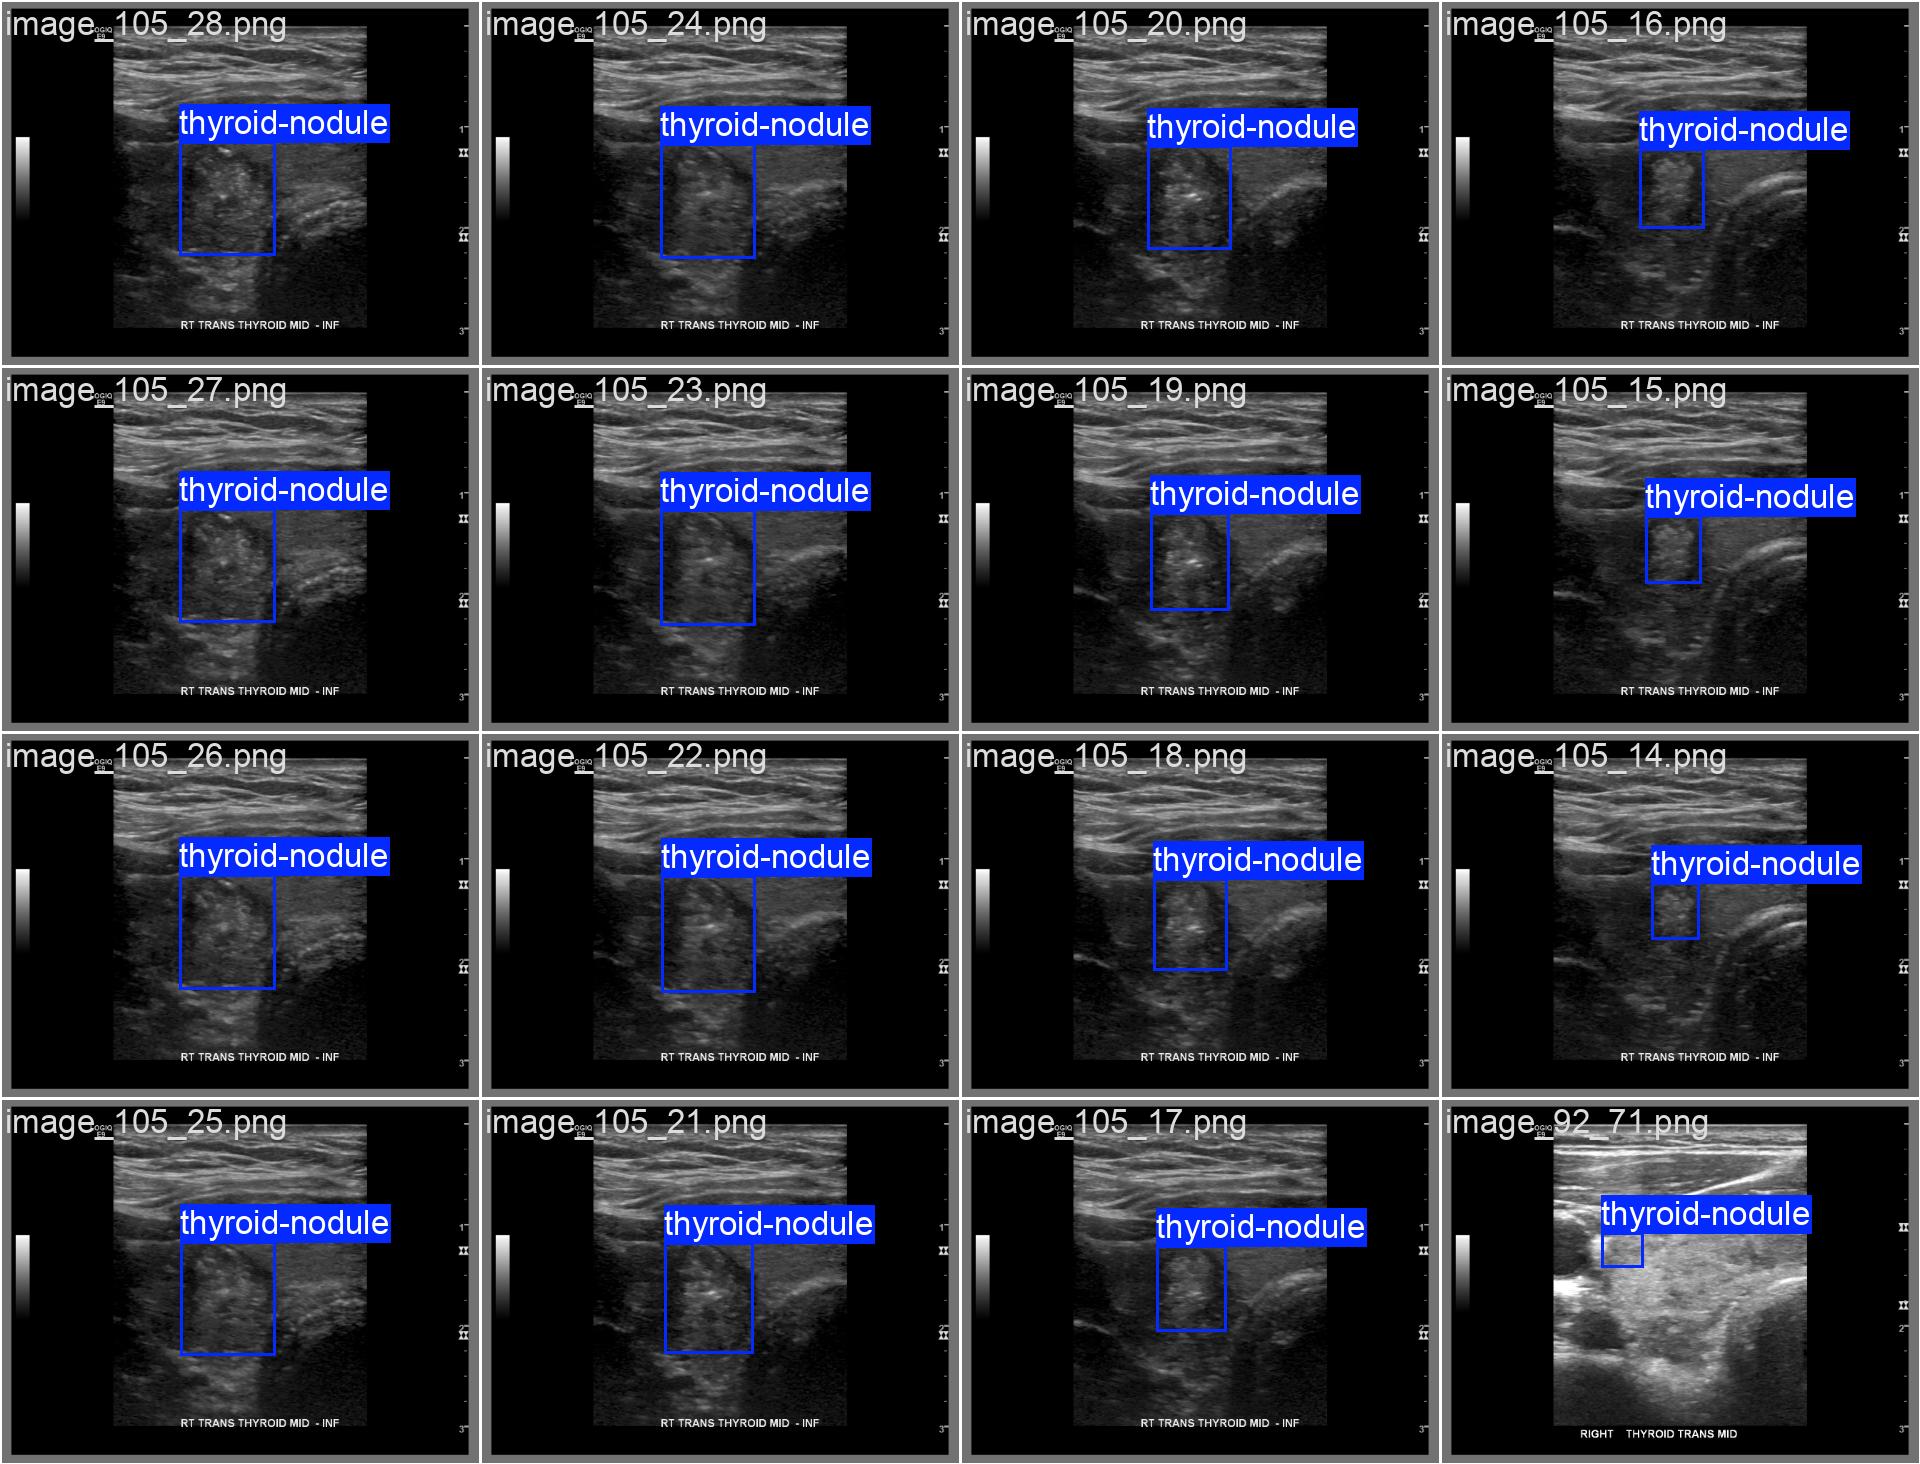 image_105_28.png
image_105_24.png
image_105_20.png
image_105_16.png
thyroid-nodule
thyroid-nodule
thyroid-nodule
thyroid-nodule
RT TRANS THYROID MID - INF
RT TRANS THYROID MID - INF
RT TRANS THYROID MID - INF
RT TRANS THYROID MID - INF
image_105_27.png
image_105_23.png
image_105_19.png
image_105_15.png
thyroid-nodule
thyroid-nodule
thyroid-nodule
thyroid-nodule
RT TRANS THYROID MID - INF
RT TRANS THYROID MID - INF
RT TRANS THYROID MID - INF
RT TRANS THYROID MID - INF
image_105_26.png
image_105_22.png
image_105_18.png
image_105_14.png
thyroid-nodule
thyroid-nodule
thyroid-nodule
thyroid-nodule
RT TRANS THYROID MID - INF
RT TRANS THYROID MID - INF
RT TRANS THYROID MID - INF
RT TRANS THYROID MID - INF
image_105_25.png
image_105_21.png
image_105_17.png
image_92_71.png
thyroid-nodule
thyroid-nodule
thyroid-nodule
thyroid-nodule
RT TRANS THYROID MID - INF
RT TRANS THYROID MID - INF
RT TRANS THYROID MID - INF
RIGHT THYROID TRANS MID